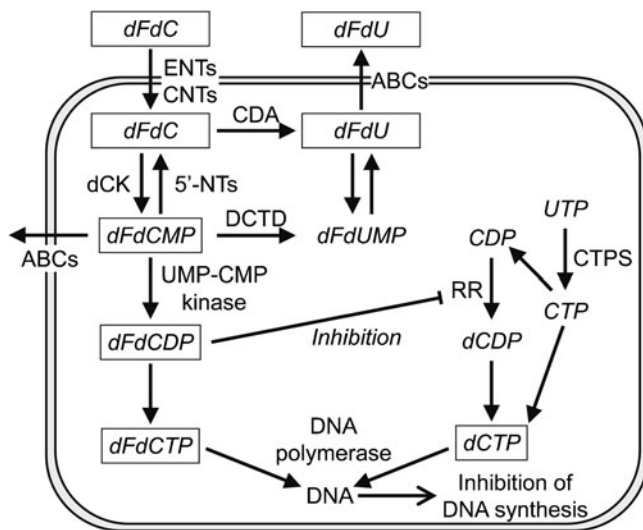 dFdC
dFdU
ENTs
CNTs
ABCs
dFdC
CDA
dFdU
dCK
5'-NTs
dFdCMP
DCTD
dFdUMP
ABCs
UMP-CMP
kinase
UTP
CDP
CTPS
RR
CTP
dFdCDP
Inhibition
dCDP
dFdCTP
DNA
polymerase
dCTP
DNA
Inhibition of
DNA synthesis